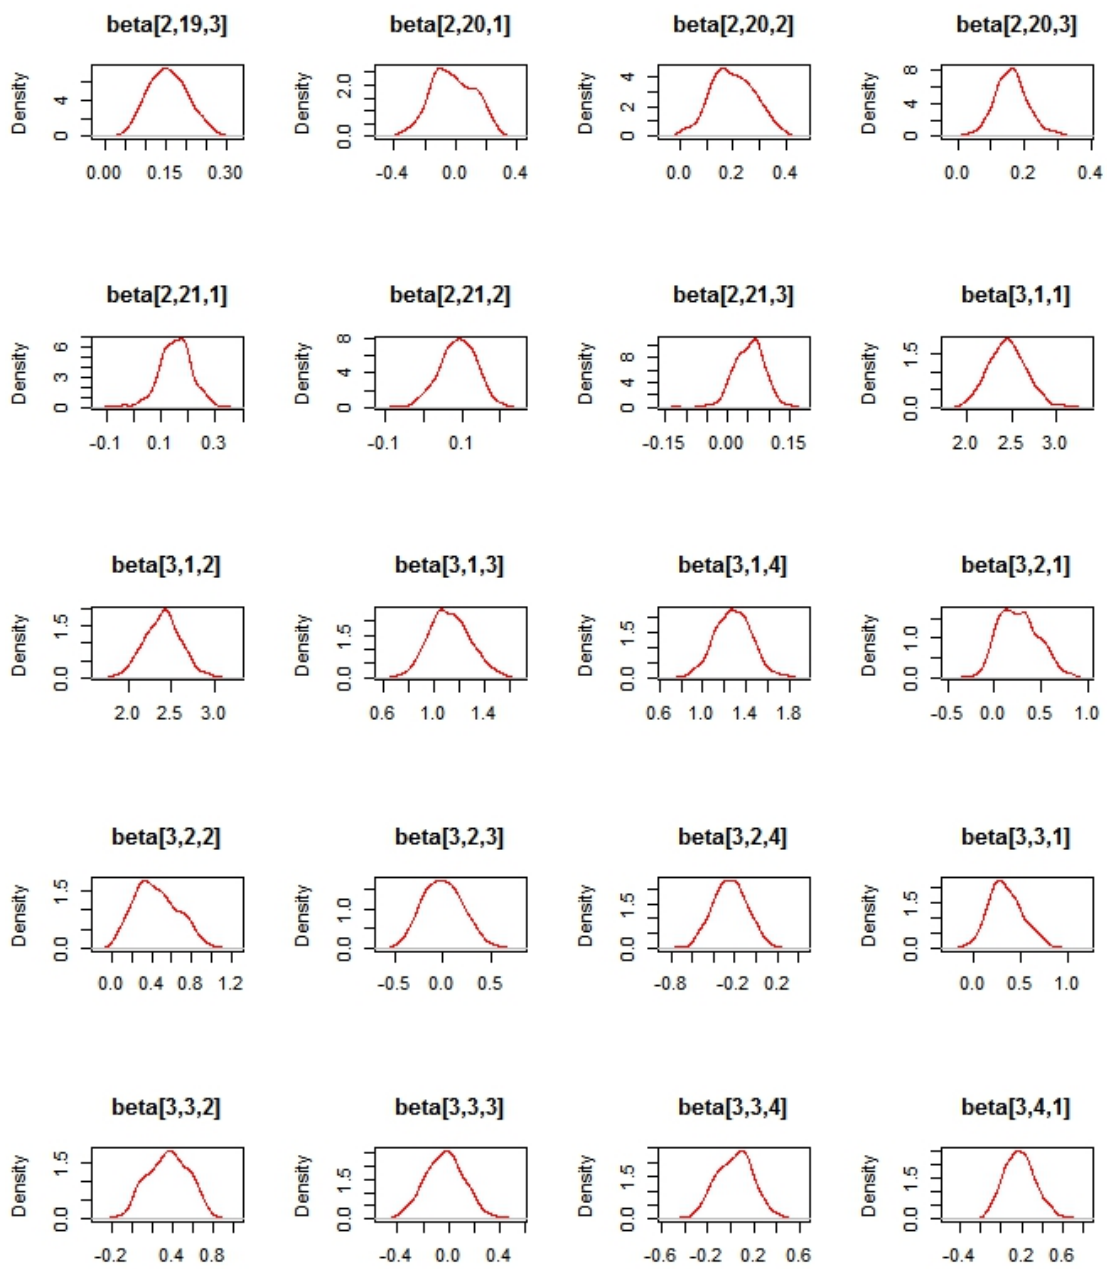 beta[2,19,3] beta[2,20,1] beta[2,20,2] beta[2,20,3]
Density Density Density Density
0 4 0.0 2.0 0 2 4 0 4 8
0.00 0.15 0.30 -0.4 0.0 0.4 0.0 0.2 0.4 0.0 0.2 0.4
beta[2,21,1] beta[2,21,2] beta[2,21,3] beta[3,1,1]
Density Density Density Density
0 3 6 0 4 8 0 4 8 0.0 1.5
-0.1 0.1 0.3 -0.1 0.1 -0.15 0.00 0.15 2.0 2.5 3.0
beta[3,1,2] beta[3,1,3] beta[3,1,4] beta[3,2,1]
Density Density Density Density
0.0 1.5 0.0 1.5 0.0 1.5 0.0 1.0
2.0 2.5 3.0 0.6 1.0 1.4 0.6 1.0 1.4 1.8 -0.5 0.0 0.5 1.0
beta[3,2,2] beta[3,2,3] beta[3,2,4] beta[3,3,1]
Density Density Density Density
0.0 1.5 0.0 1.0 0.0 1.5 0.0 1.5
0.0 0.4 0.8 1.2 -0.5 0.0 0.5 -0.8 -0.2 0.2 0.0 0.5 1.0
beta[3,3,2] beta[3,3,3] beta[3,3,4] beta[3,4,1]
Density Density Density Density
0.0 1.5 0.0 1.5 0.0 1.5 0.0 1.5
-0.2 0.4 0.8 -0.4 0.0 0.4 -0.6 -0.2 0.2 0.6 -0.4 0.2 0.6